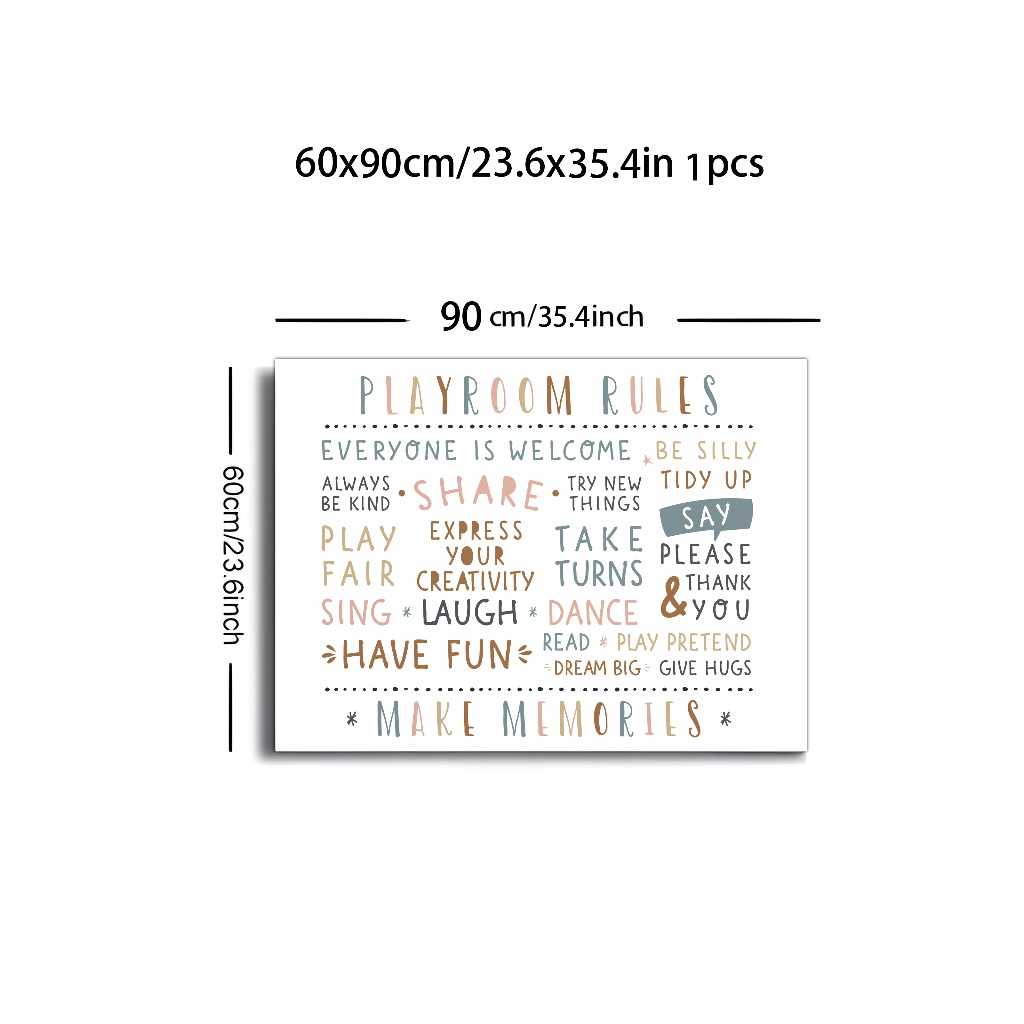 60x90cm/23.6x35.4in 1pcs
90 cm/35.4inch
60cm/23.6inch
PLAYROOM RULES
EVERYONE IS WELCOME
BE SILLY
ALWAYS
BE KIND
SHARE
TRY NEW
THINGS
TIDY UP
PLAY
FAIR
EXPRESS
YOUR
CREATIVITY
TAKE
TURNS
SAY
PLEASE
& THANK
YOU
SING * LAUGH * DANCE
HAVE FUN
READ * PLAY PRETEND
DREAM BIG
GIVE HUGS
* MAKE MEMORIES *